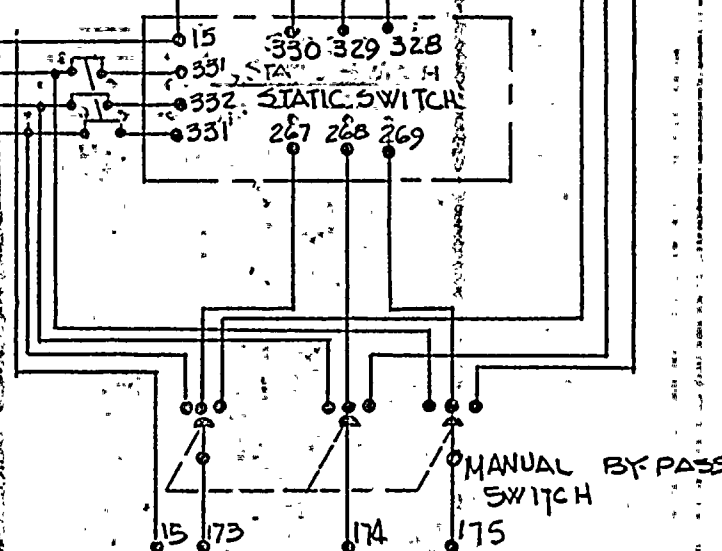 15 330 329 328
331
332 STATIC SWITCH
331 267 268 269
MANUAL BY-PASS
SWITCH
15 173 174 175